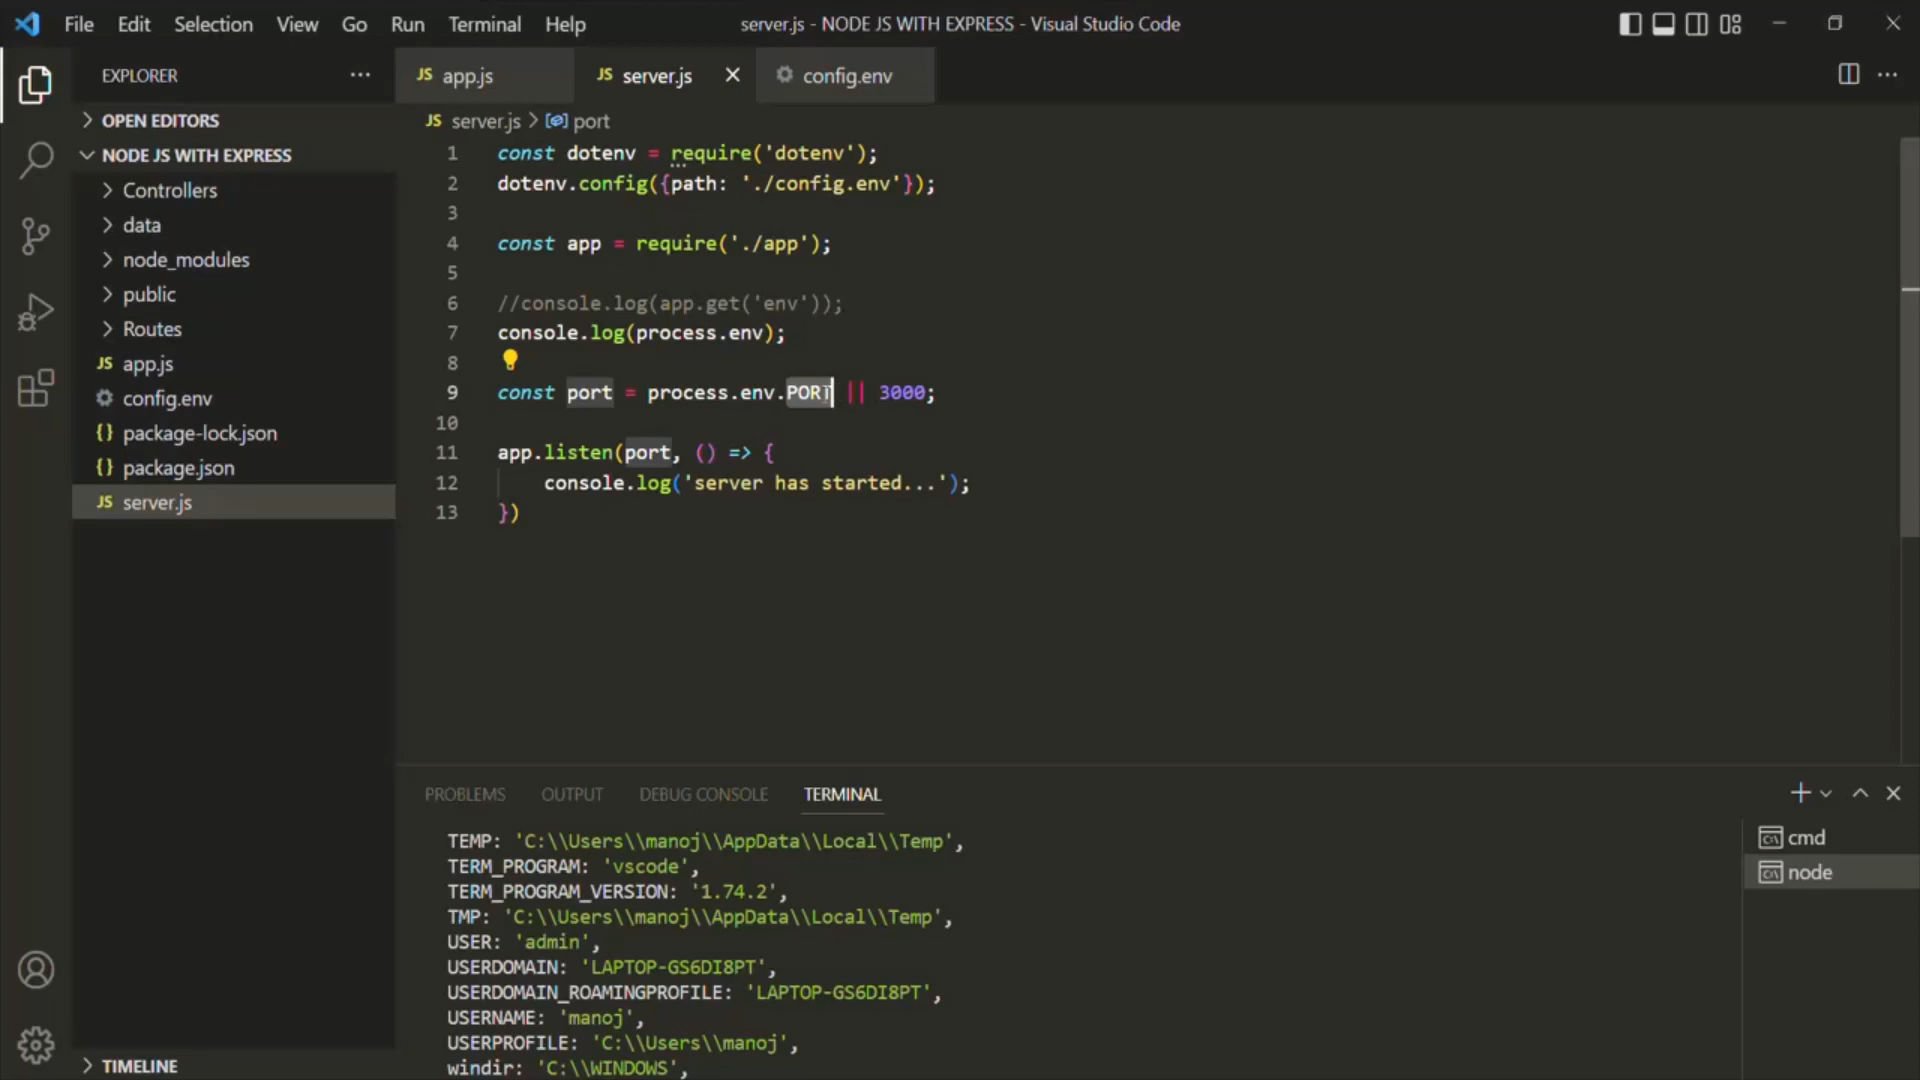 File Edit Selection View Go Run Terminal Help
server.js - NODE JS WITH EXPRESS - Visual Studio Code
EXPLORER
OPEN EDITORS
NODE JS WITH EXPRESS
Controllers
data
node_modules
public
Routes
JS app.js
config.env
{} package-lock.json
{} package.json
JS server.js
TIMELINE
JS app.js
JS server.js
config.env
JS server.js > port
1 const dotenv = require('dotenv');
2 dotenv.config({path: './config.env'});
3
4 const app = require('./app');
5
6 //console.log(app.get('env'));
7 console.log(process.env);
8
9 const port = process.env.PORT || 3000;
10
11 app.listen(port, () => {
12 console.log('server has started...');
13 })
PROBLEMS OUTPUT DEBUG CONSOLE TERMINAL
TEMP: 'C:\\Users\\manoj\\AppData\\Local\\Temp',
TERM_PROGRAM: 'vscode',
TERM_PROGRAM_VERSION: '1.74.2',
TMP: 'C:\\Users\\manoj\\AppData\\Local\\Temp',
USER: 'admin',
USERDOMAIN: 'LAPTOP-GS6DI8PT',
USERDOMAIN_ROAMINGPROFILE: 'LAPTOP-GS6DI8PT',
USERNAME: 'manoj',
USERPROFILE: 'C:\\Users\\manoj',
windir: 'C:\\WINDOWS',
cmd
node